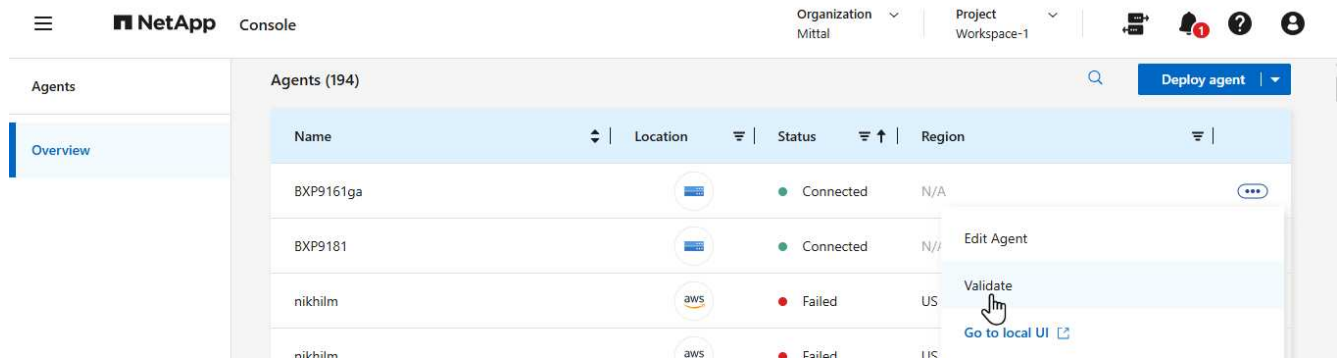 NetApp Console
Organization
Mittal
Project
Workspace-1
1
Agents
Overview
Agents (194)
Deploy agent
Name Location Status Region
BXP9161ga Connected N/A
BXP9181 Connected N/
nikhilm aws Failed US
nikhilm aws Failed US
Edit Agent
Validate
Go to local UI